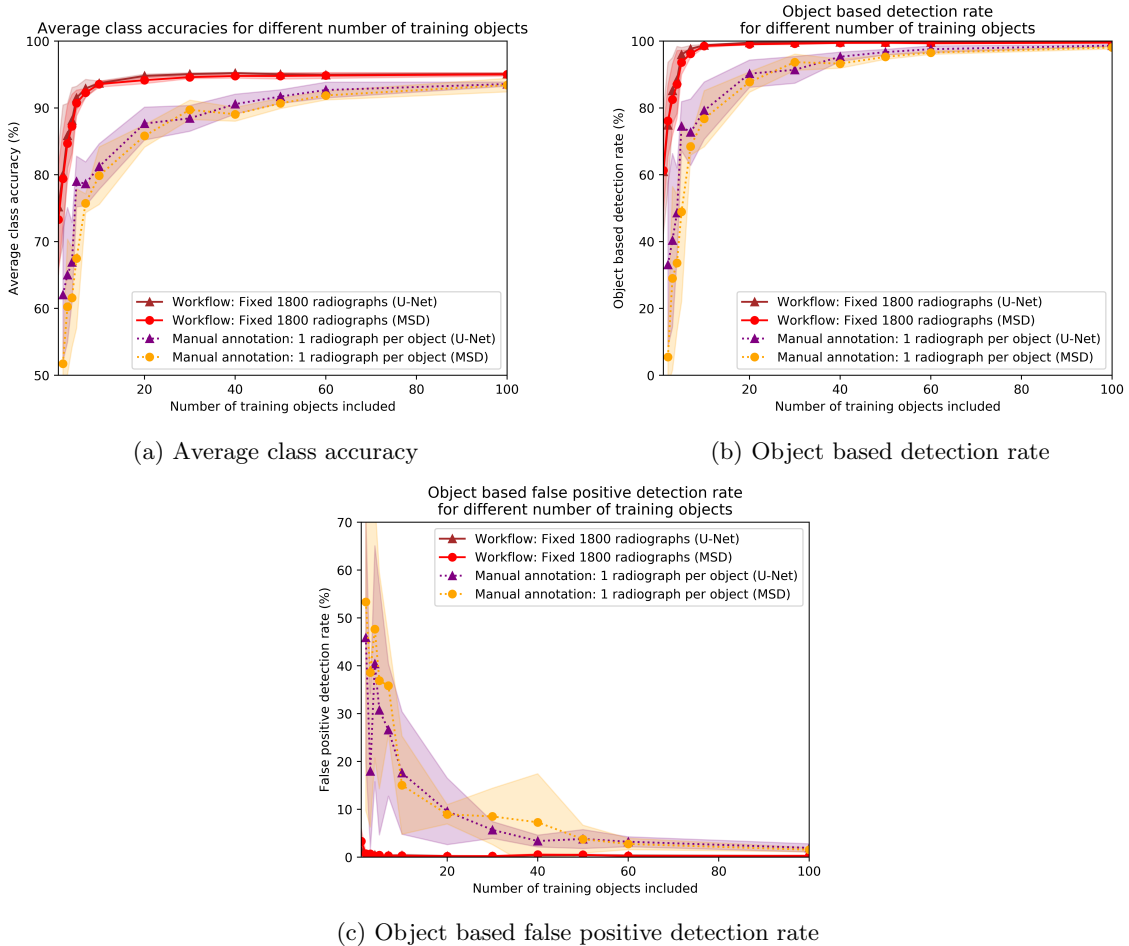 Average class accuracies for different number of training objects
100
90
80
70
60
50
Average class accuracy (%)
20
40
60
80
100
Number of training objects included
Workflow: Fixed 1800 radiographs (U-Net)
Workflow: Fixed 1800 radiographs (MSD)
Manual annotation: 1 radiograph per object (U-Net)
Manual annotation: 1 radiograph per object (MSD)
(a) Average class accuracy
Object based detection rate
for different number of training objects
100
80
60
40
20
0
Object based detection rate (%)
20
40
60
80
100
Number of training objects included
Workflow: Fixed 1800 radiographs (U-Net)
Workflow: Fixed 1800 radiographs (MSD)
Manual annotation: 1 radiograph per object (U-Net)
Manual annotation: 1 radiograph per object (MSD)
(b) Object based detection rate
Object based false positive detection rate
for different number of training objects
70
60
50
40
30
20
10
0
False positive detection rate (%)
20
40
60
80
100
Number of training objects included
Workflow: Fixed 1800 radiographs (U-Net)
Workflow: Fixed 1800 radiographs (MSD)
Manual annotation: 1 radiograph per object (U-Net)
Manual annotation: 1 radiograph per object (MSD)
(c) Object based false positive detection rate